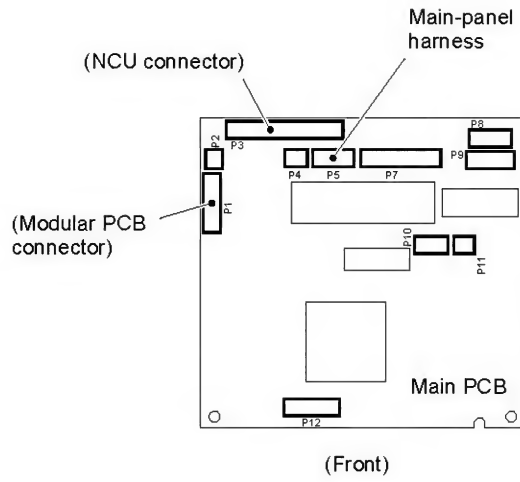 Main-panel
harness
(NCU connector)
P8
P2
P3
P9
P4
P5
P7
P1
(Modular PCB
connector)
P10
P11
Main PCB
P12
(Front)